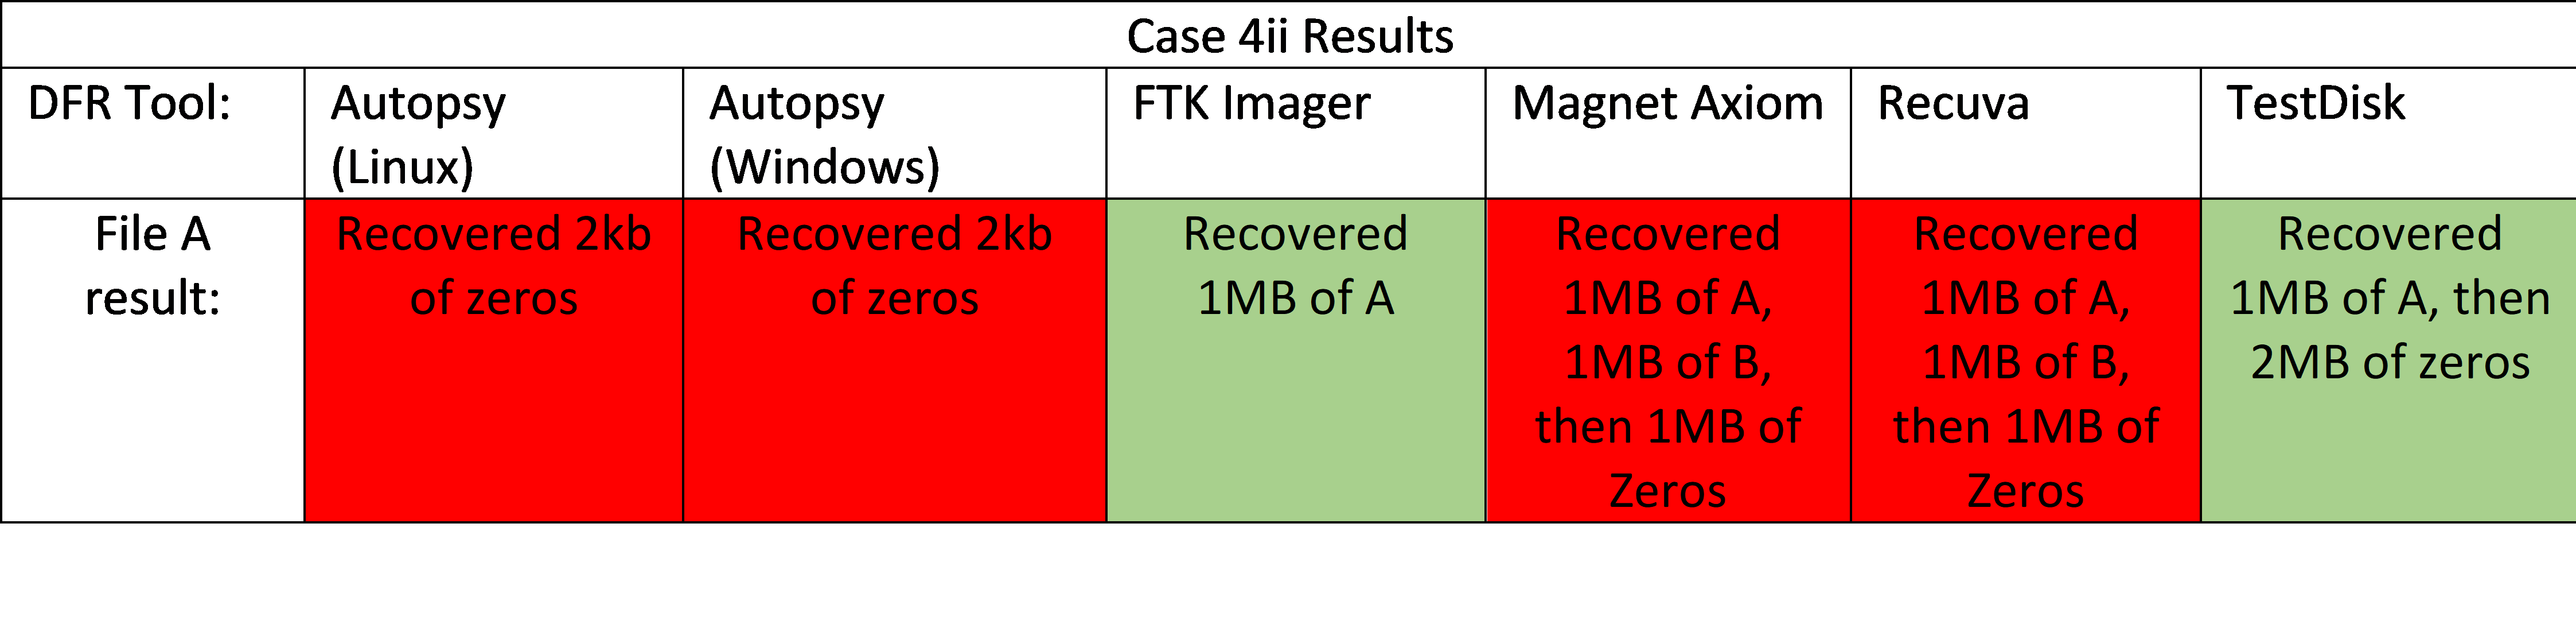 Case 4ii Results
DFR Tool:
Autopsy
(Linux)
Autopsy
(Windows)
FTK Imager
Magnet Axiom
Recuva
TestDisk
File A
result:
Recovered 2kb
of zeros
Recovered 2kb
of zeros
Recovered
1MB of A
Recovered
1MB of A,
1MB of B,
then 1MB of
Zeros
Recovered
1MB of A,
1MB of B,
then 1MB of
Zeros
Recovered
1MB of A, then
2MB of zeros